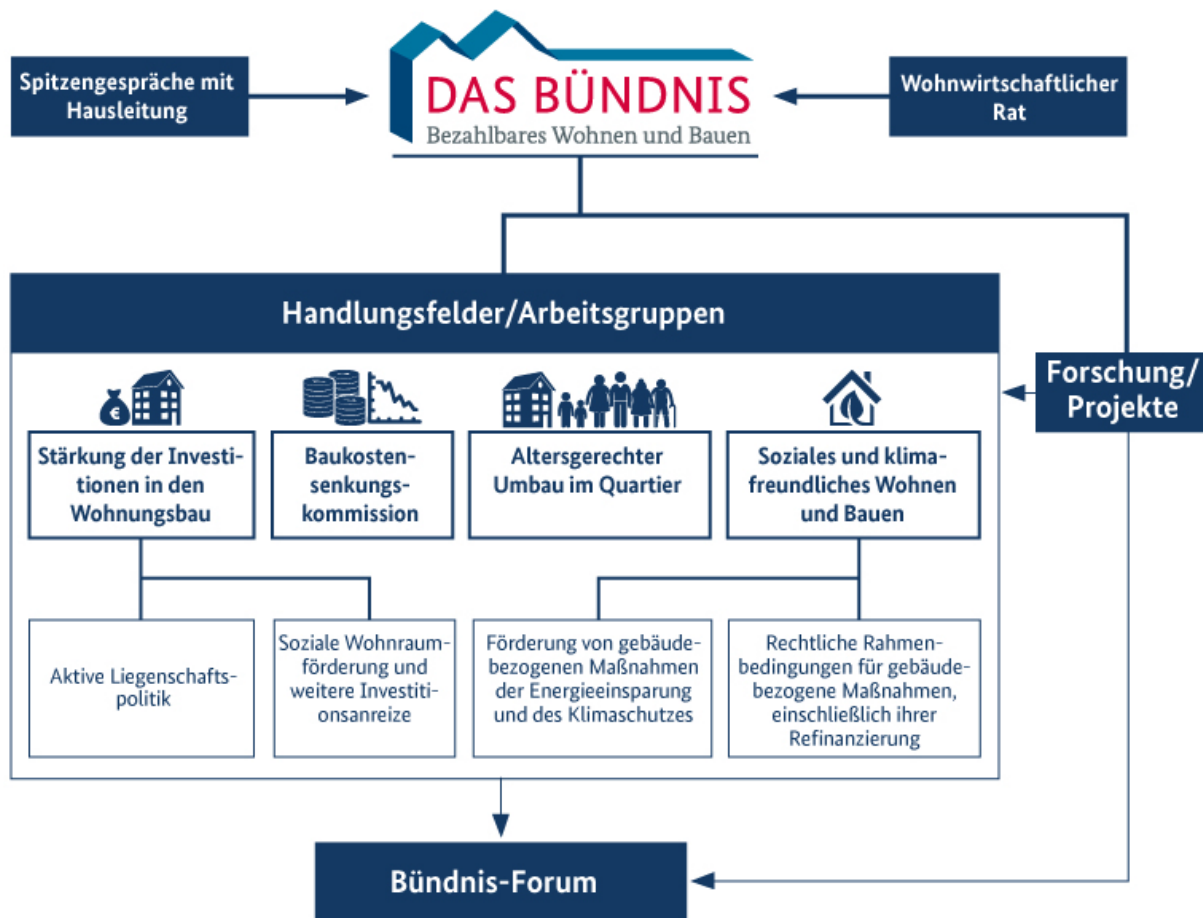 Spitzengespräche mit
Hausleitung
DAS BÜNDNIS
Bezahlbares Wohnen und Bauen
Wohnwirtschaftlicher
Rat
Handlungsfelder/Arbeitsgruppen
Forschung/
Projekte
€
Stärkung der Investi-
tionen in den
Wohnungsbau
Baukosten-
senkungs-
kommission
Altersgerechter
Umbau im Quartier
Soziales und klima-
freundliches Wohnen
und Bauen
Aktive Liegenschafts-
politik
Soziale Wohnraum-
förderung und
weitere Investiti-
onsanreize
Förderung von gebäude-
bezogenen Maßnahmen
der Energieeinsparung
und des Klimaschutzes
Rechtliche Rahmen-
bedingungen für gebäude-
bezogene Maßnahmen,
einschließlich ihrer
Refinanzierung
Bündnis-Forum